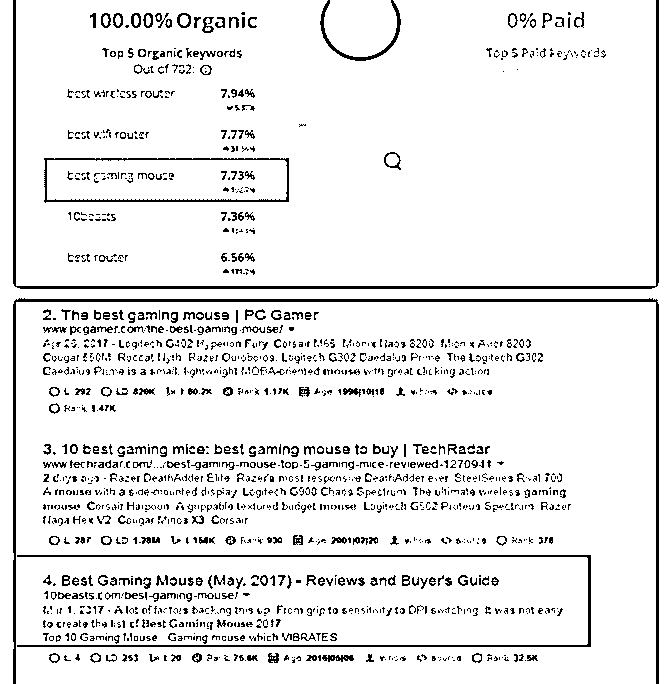 100.00% Organic
0% Paid
Top 5 Organic keywords
Top 5 Paid keywords
Out of 702:
best wireless router 7.94%
best wifi router 7.77%
best gaming mouse 7.73%
10beasts 7.36%
best router 6.56%
2. The best gaming mouse | PC Gamer
www.pcgamer.com/the-best-gaming-mouse/
2017 - Logitech G402 Hyperion Fury. Corsair M65. Mionix Naos 8200. Mionix Avior 8200.
Cougar 550M. Roccat Nyth. Razer Ouroboros. Logitech G302 Daedalus Prime. The Logitech G302
Daedalus Prime is a small, lightweight MOBA-oriented mouse with great clicking action
L 292 LD 820K I 80.2K Rank 1.17K Age 1996|10|18 whois source
Rank 1.47K
3. 10 best gaming mice: best gaming mouse to buy | TechRadar
www.techradar.com/.../best-gaming-mouse-top-5-gaming-mice-reviewed-1270941
2 days ago - Razer DeathAdder Elite. Razer's most responsive DeathAdder ever. SteelSeries Rival 700.
A mouse with a side-mounted display. Logitech G900 Chaos Spectrum. The ultimate wireless gaming
mouse. Corsair Harpoon. A grippable textured budget mouse. Logitech G502 Proteus Spectrum. Razer
Naga Hex V2. Cougar Minos X3. Corsair
L 287 LD 1.28M I 158K Rank 930 Age 2001|02|20 whois source Rank 378
4. Best Gaming Mouse (May. 2017) - Reviews and Buyer's Guide
10beasts.com/best-gaming-mouse/
Mar 1, 2017 - A lot of factors backing this up. From grip to sensitivity to DPI switching. It was not easy
to create the list of Best Gaming Mouse 2017
Top 10 Gaming Mouse Gaming mouse which VIBRATES
L 4 LD 253 I 20 Rank 75.6K Age 2016|05|06 whois source Rank 32.5K